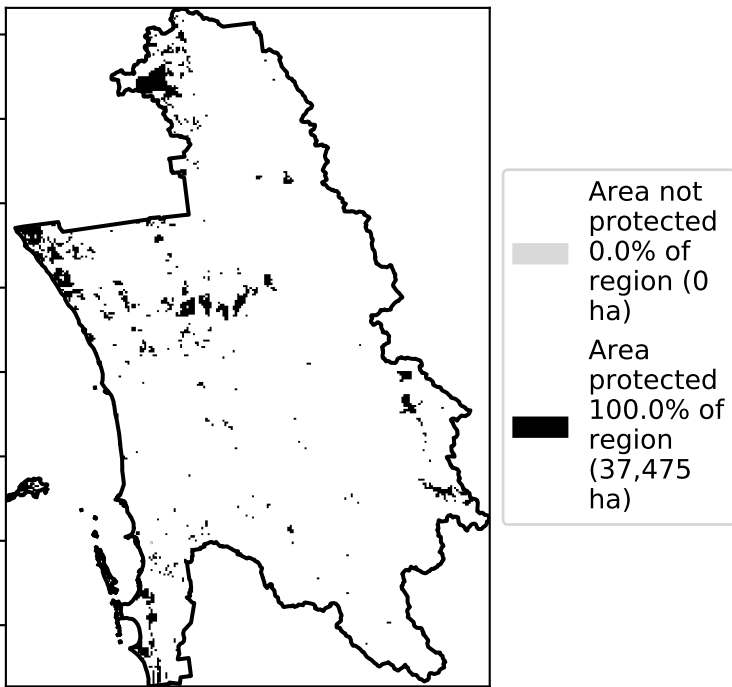 Area not
protected
0.0% of
region (0
ha)
Area
protected
100.0% of
region
(37,475
ha)